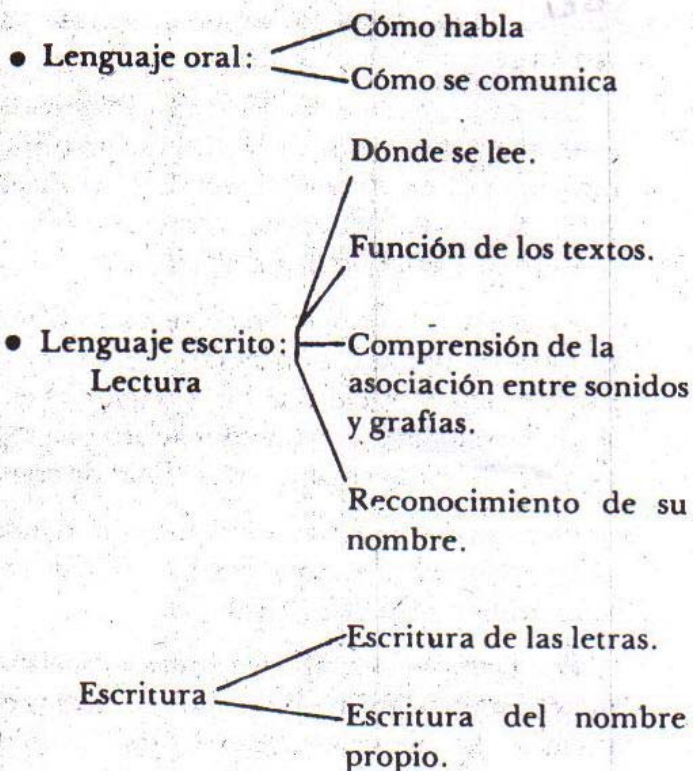 Cómo habla
• Lenguaje oral:
Cómo se comunica
Dónde se lee.
Función de los textos.
• Lenguaje escrito:
Lectura
Comprensión de la
asociación entre sonidos
y grafías.
Reconocimiento de su
nombre.
Escritura de las letras.
Escritura
Escritura del nombre
propio.